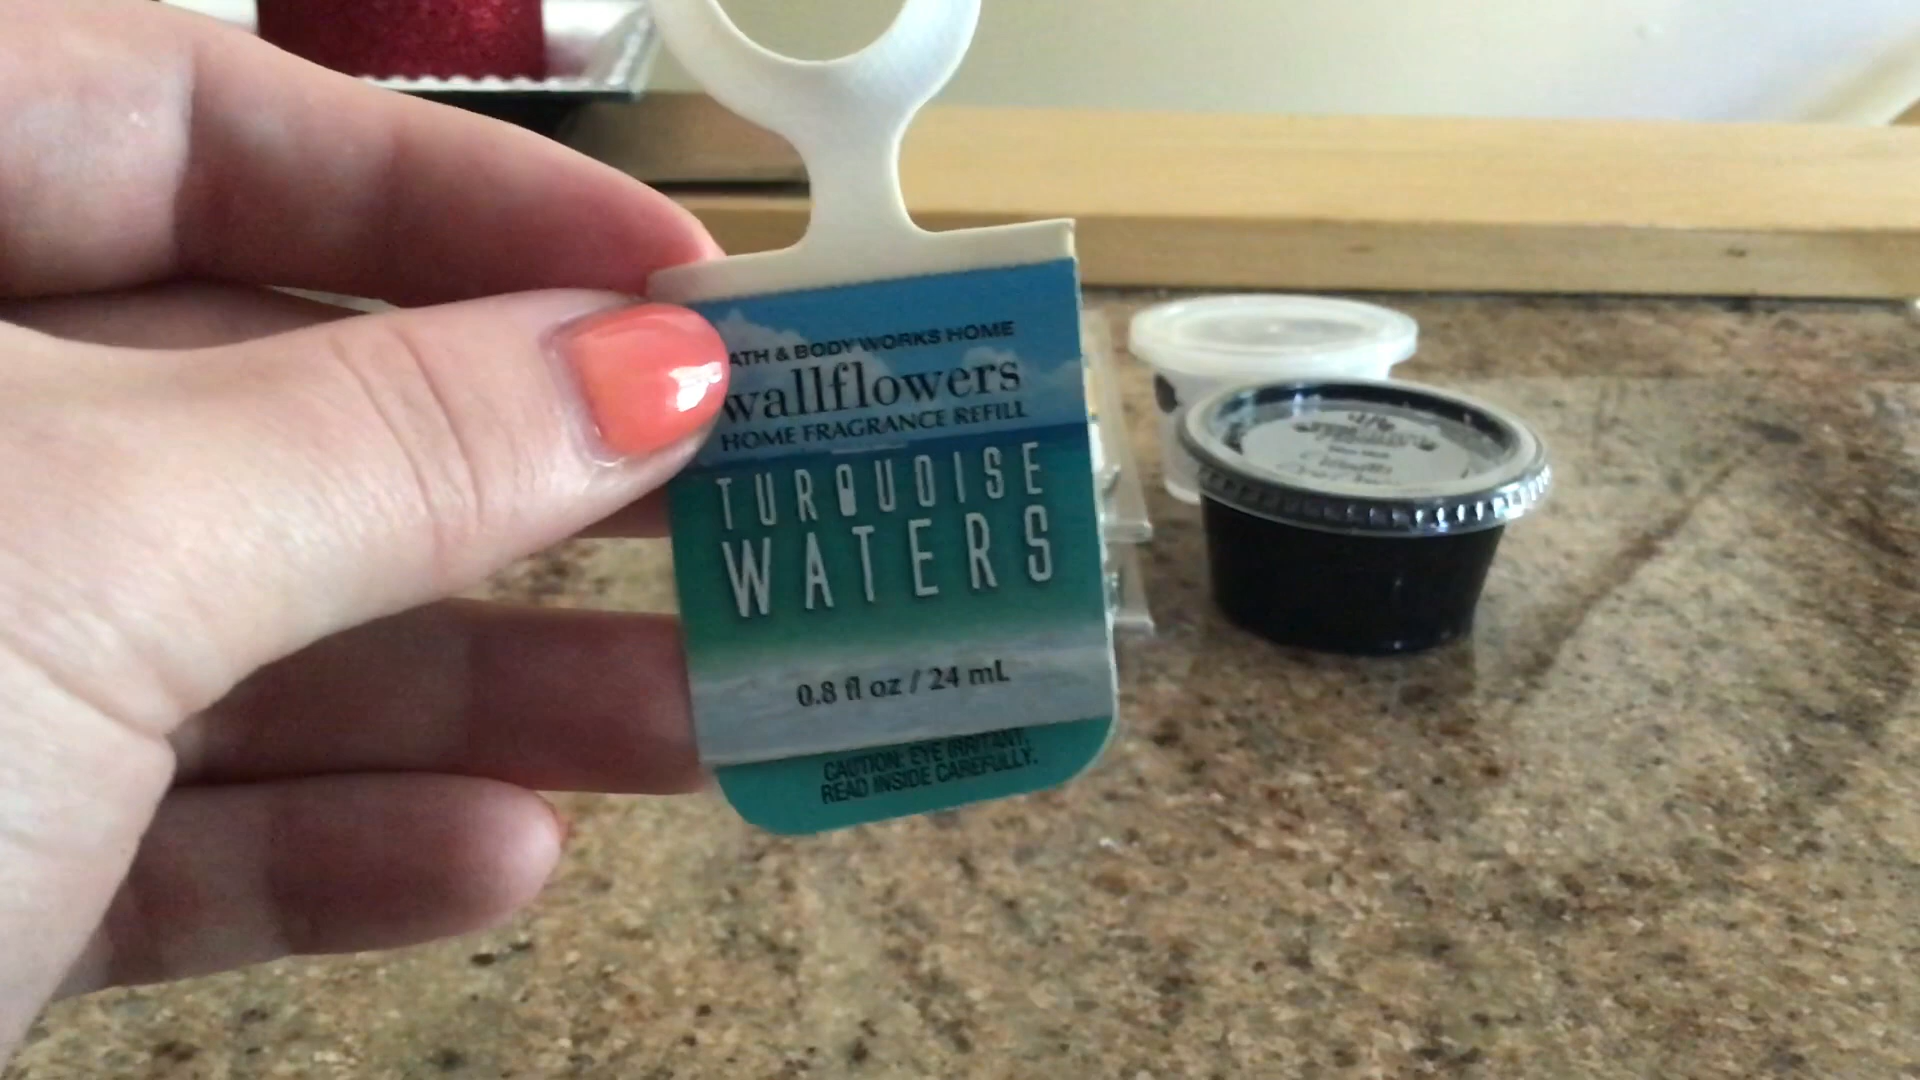 ATH & BODY WORKS HOME
wallflowers
HOME FRAGRANCE REFILL
TURQUOISE
WATERS
0.8 fl oz / 24 mL
CAUTION: EYE IRRITANT.
READ INSIDE CAREFULLY.